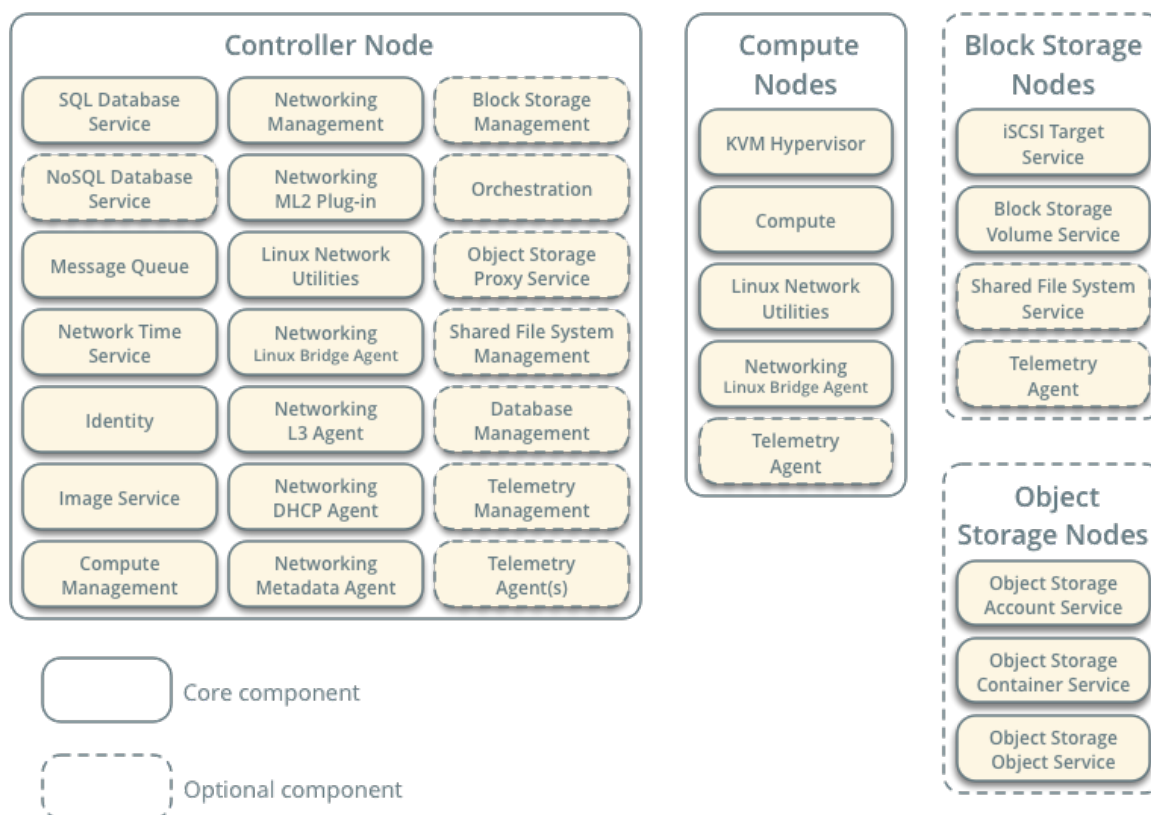 Controller Node
SQL Database
Service
Networking
Management
Block Storage
Management
NoSQL Database
Service
Networking
ML2 Plug-in
Orchestration
Message Queue
Linux Network
Utilities
Object Storage
Proxy Service
Network Time
Service
Networking
Linux Bridge Agent
Shared File System
Management
Identity
Networking
L3 Agent
Database
Management
Image Service
Networking
DHCP Agent
Telemetry
Management
Compute
Management
Networking
Metadata Agent
Telemetry
Agent(s)
Compute
Nodes
KVM Hypervisor
Compute
Linux Network
Utilities
Networking
Linux Bridge Agent
Telemetry
Agent
Block Storage
Nodes
iSCSI Target
Service
Block Storage
Volume Service
Shared File System
Service
Telemetry
Agent
Object
Storage Nodes
Object Storage
Account Service
Object Storage
Container Service
Object Storage
Object Service
Core component
Optional component